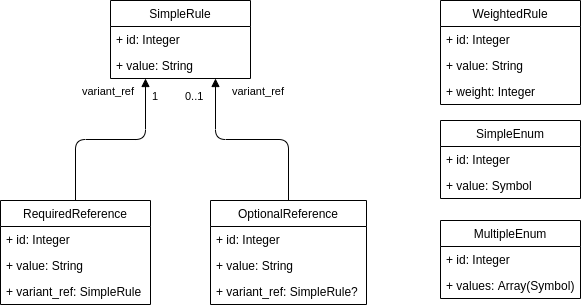 SimpleRule
+ id: Integer
+ value: String
variant_ref
1
0..1
variant_ref
RequiredReference
+ id: Integer
+ value: String
+ variant_ref: SimpleRule
OptionalReference
+ id: Integer
+ value: String
+ variant_ref: SimpleRule?
WeightedRule
+ id: Integer
+ value: String
+ weight: Integer
SimpleEnum
+ id: Integer
+ value: Symbol
MultipleEnum
+ id: Integer
+ values: Array(Symbol)